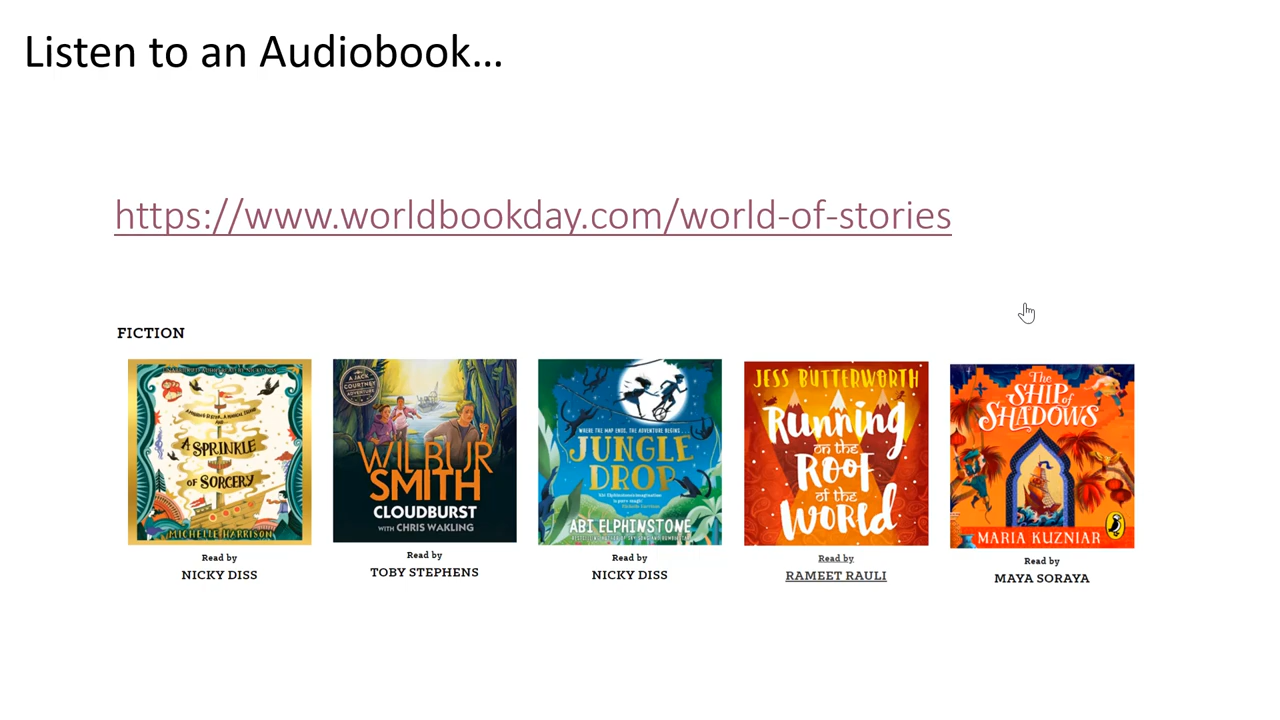 Listen to an Audiobook...
https://www.worldbookday.com/world-of-stories
FICTION
A SPRINKLE
OF SORCERY
MICHELLE HARRISON
Read by
NICKY DISS
A JACK
COURTNEY
ADVENTURE
WILBUR
SMITH
CLOUDBURST
WITH CHRIS WAKLING
Read by
TOBY STEPHENS
WHERE THE MAP ENDS, THE ADVENTURE BEGINS...
JUNGLE
DROP
ABI ELPHINSTONE
Read by
NICKY DISS
JESS BUTTERWORTH
Running
on the
ROOF
of the
WORLD
Read by
RAMEET RAULI
The
SHIP of
SHADOWS
MARIA KUZNIAR
Read by
MAYA SORAYA